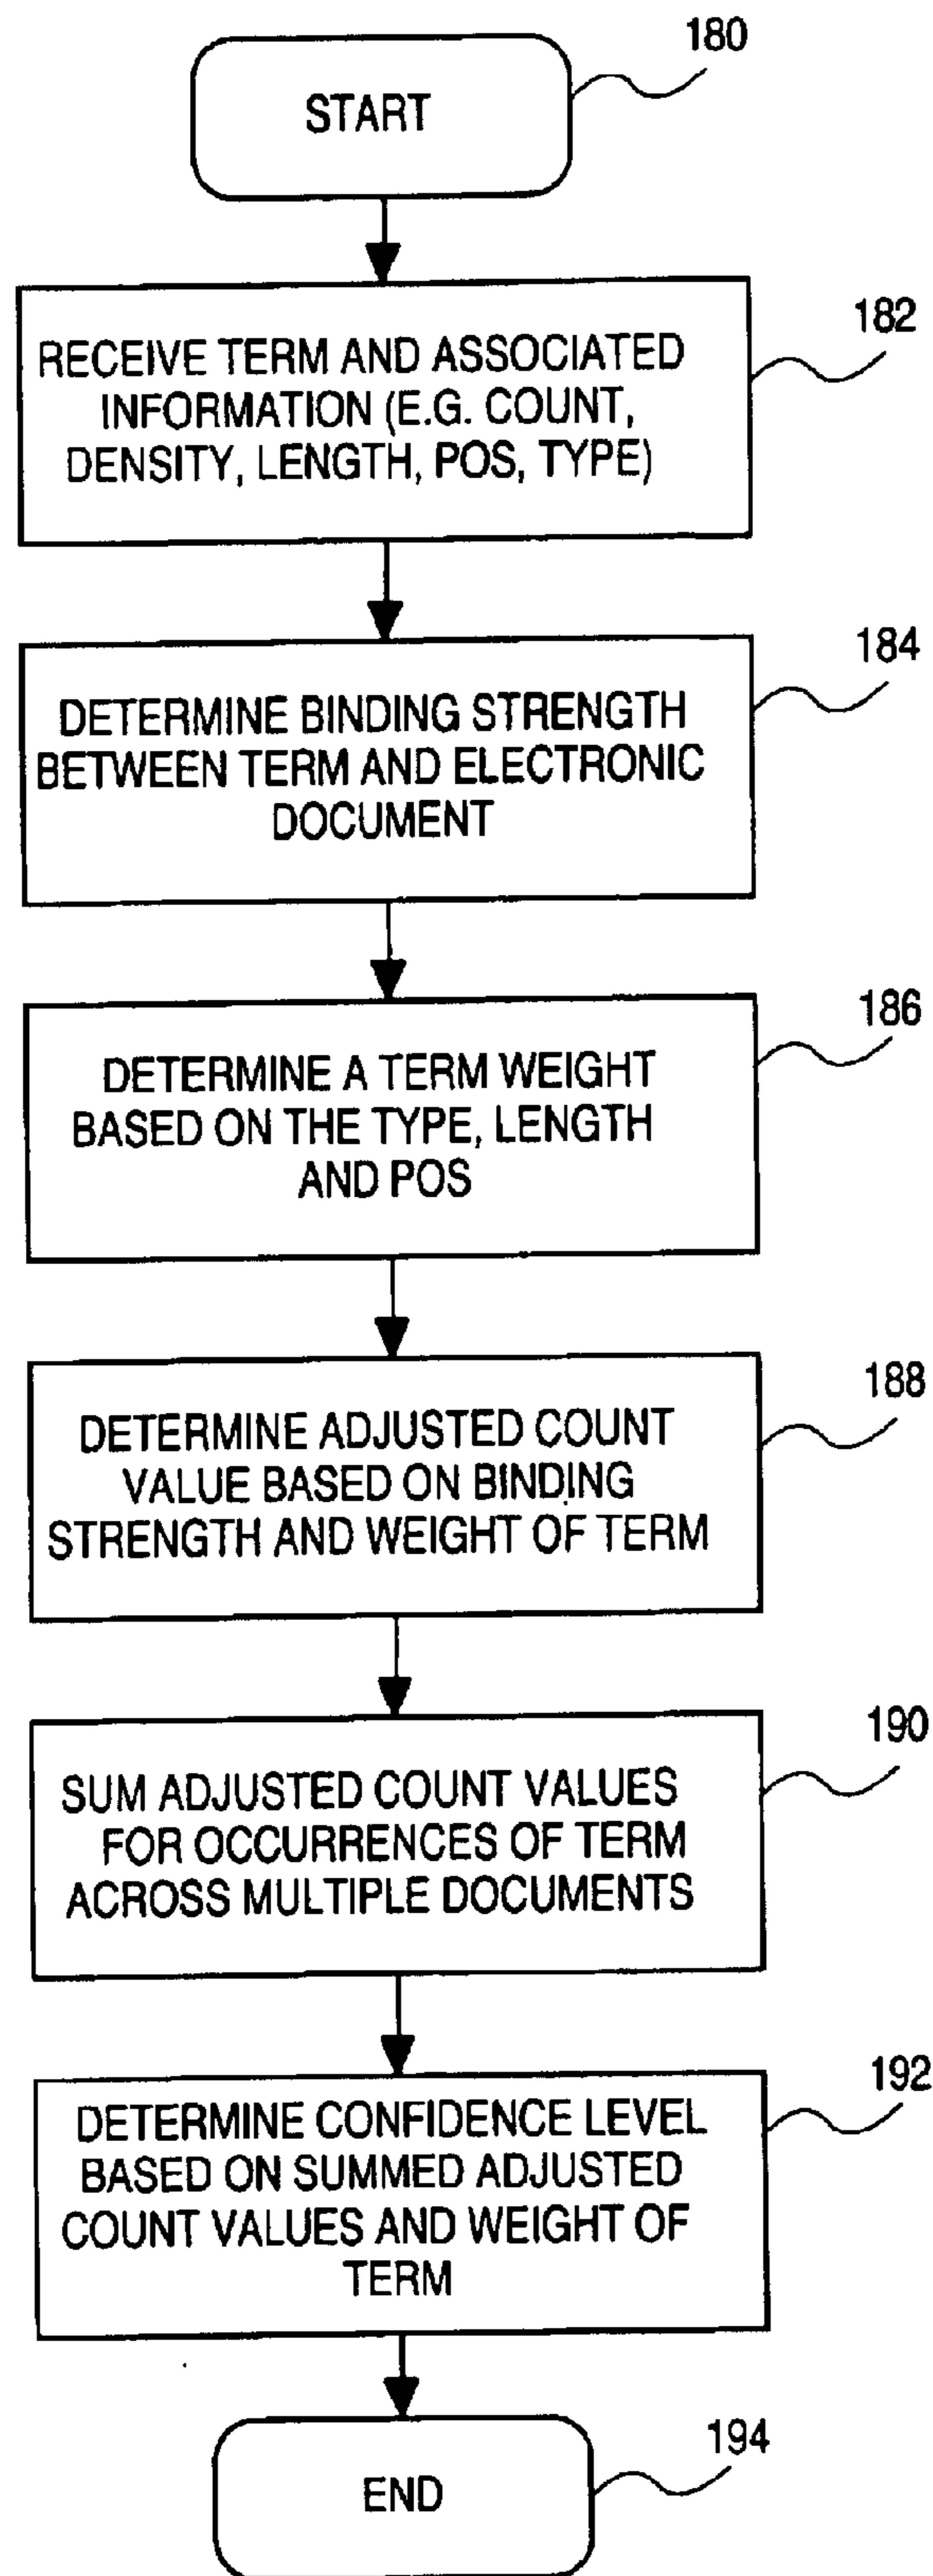 180
START
182
RECEIVE TERM AND ASSOCIATED
INFORMATION (E.G. COUNT,
DENSITY, LENGTH, POS, TYPE)
184
DETERMINE BINDING STRENGTH
BETWEEN TERM AND ELECTRONIC
DOCUMENT
186
DETERMINE A TERM WEIGHT
BASED ON THE TYPE, LENGTH
AND POS
188
DETERMINE ADJUSTED COUNT
VALUE BASED ON BINDING
STRENGTH AND WEIGHT OF TERM
190
SUM ADJUSTED COUNT VALUES
FOR OCCURRENCES OF TERM
ACROSS MULTIPLE DOCUMENTS
192
DETERMINE CONFIDENCE LEVEL
BASED ON SUMMED ADJUSTED
COUNT VALUES AND WEIGHT OF
TERM
194
END